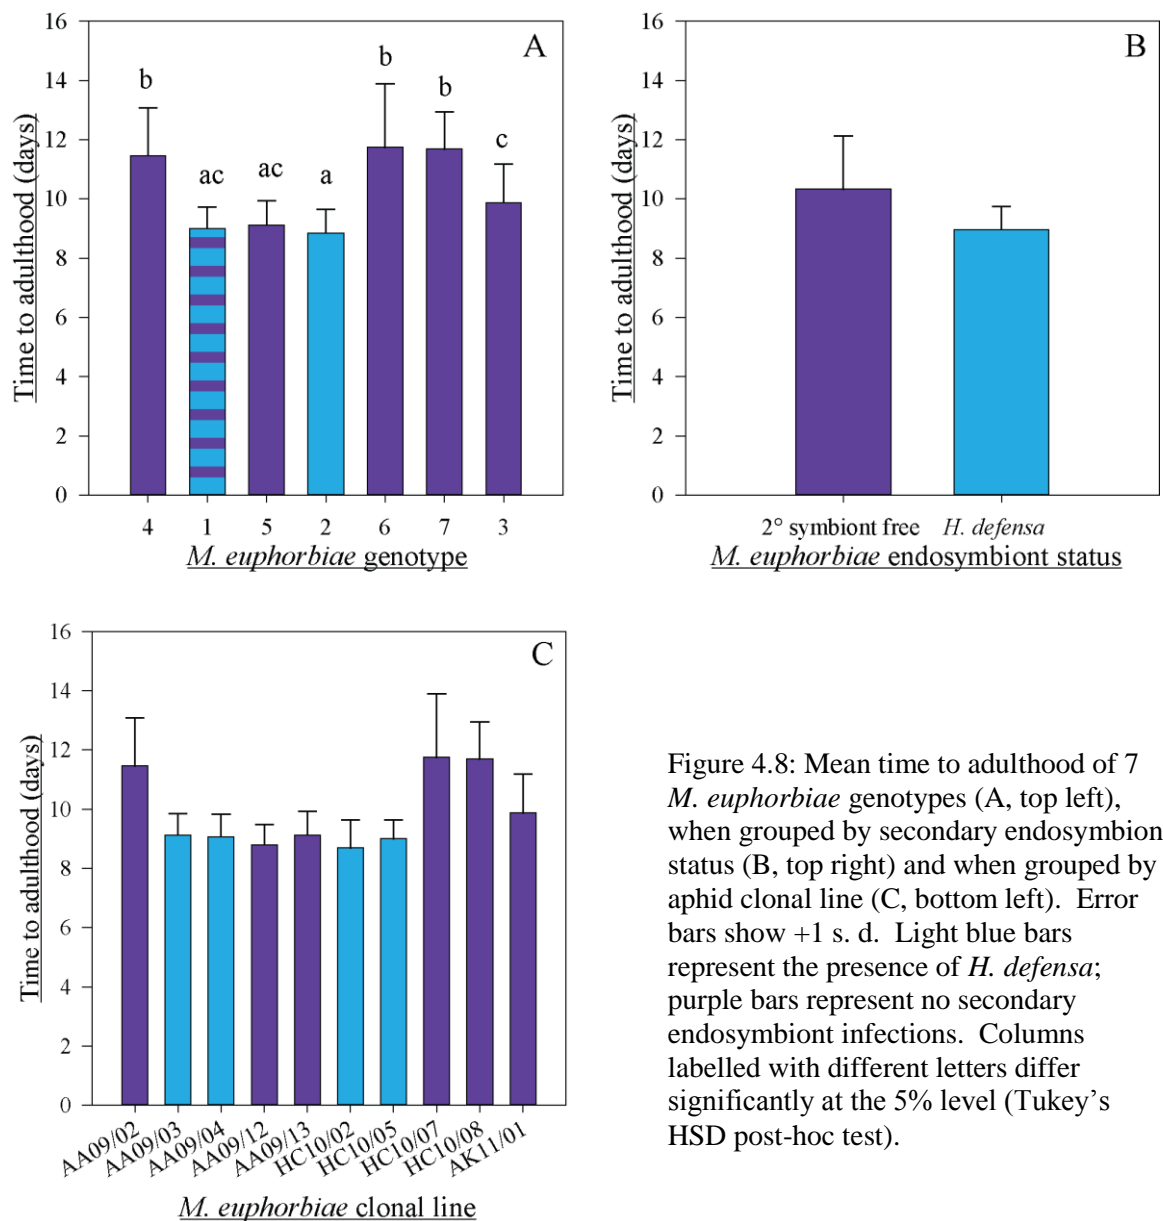 16
14
12
10
8
6
4
2
0
Time to adulthood (days)
A
b
ac
ac
a
b
b
c
4 1 5 2 6 7 3
M. euphorbiae genotype
16
14
12
10
8
6
4
2
0
Time to adulthood (days)
B
2° symbiont free H. defensa
M. euphorbiae endosymbiont status
16
14
12
10
8
6
4
2
0
Time to adulthood (days)
C
AA09/02
AA09/03
AA09/04
AA09/12
AA09/13
HC10/02
HC10/05
HC10/07
HC10/08
AK11/01
M. euphorbiae clonal line
Figure 4.8: Mean time to adulthood of 7
M. euphorbiae genotypes (A, top left),
when grouped by secondary endosymbion
status (B, top right) and when grouped by
aphid clonal line (C, bottom left). Error
bars show +1 s. d. Light blue bars
represent the presence of H. defensa;
purple bars represent no secondary
endosymbiont infections. Columns
labelled with different letters differ
significantly at the 5% level (Tukey's
HSD post-hoc test).